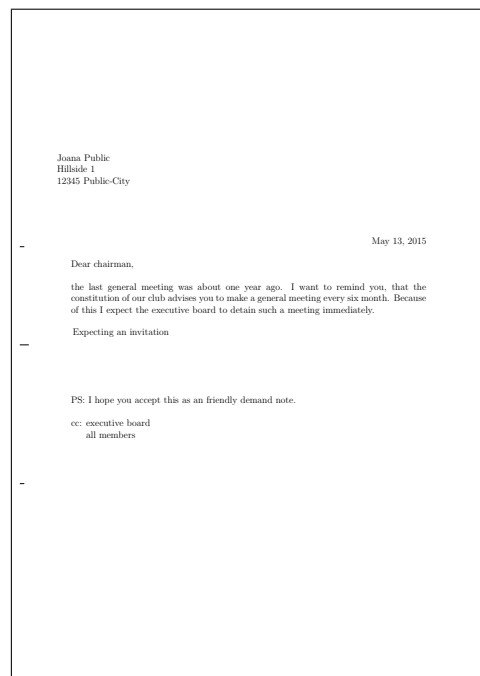 Joana Public
Hillside 1
12345 Public-City
May 13, 2015
Dear chairman,
the last general meeting was about one year ago. I want to remind you, that the
constitution of our club advises you to make a general meeting every six month. Because
of this I expect the executive board to detain such a meeting immediately.
Expecting an invitation
PS: I hope you accept this as an friendly demand note.
cc: executive board
all members